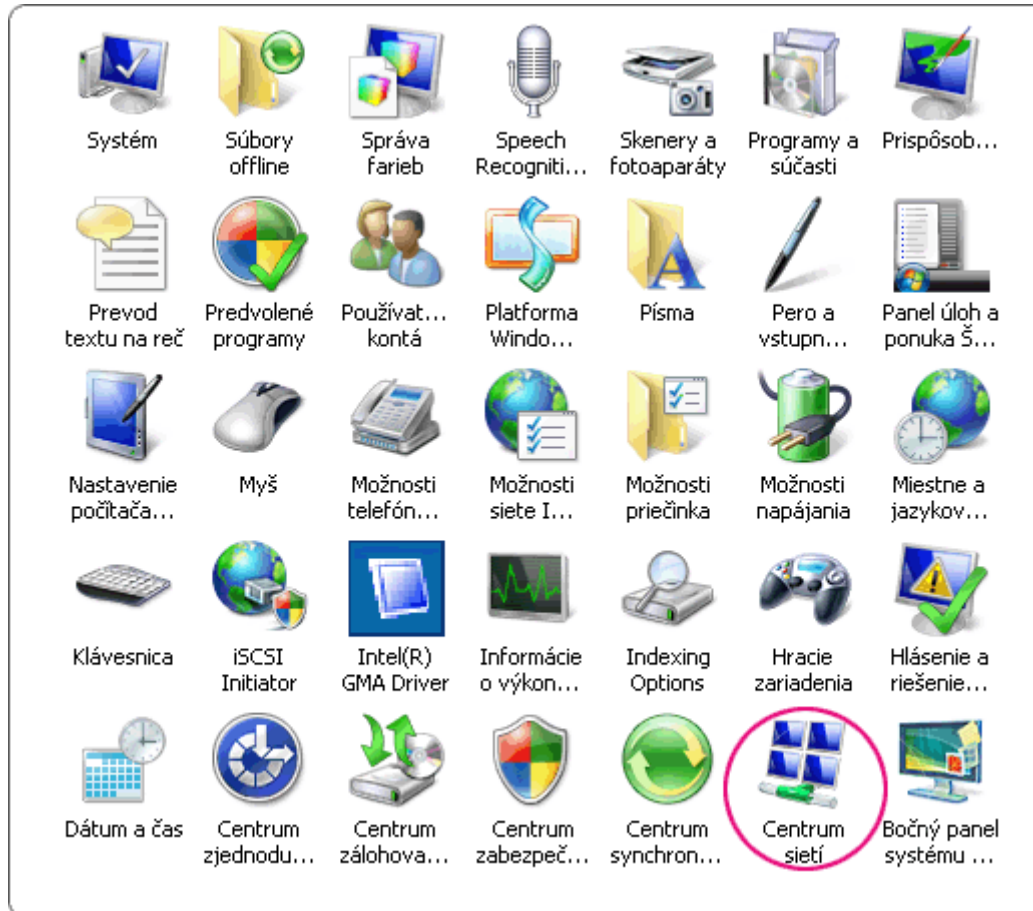 Systém
Súbory offline
Správa farieb
Speech Recogniti...
Skenery a fotoaparáty
Programy a súčasti
Prispôsob...
Prevod textu na reč
Predvolené programy
Používat... kontá
Platforma Windo...
Písma
Pero a vstupn...
Panel úloh a ponuka Š...
Nastavenie počítača...
Myš
Možnosti telefón...
Možnosti siete I...
Možnosti priečinka
Možnosti napájania
Miestne a jazykov...
Klávesnica
iSCSI Initiator
Intel(R) GMA Driver
Informácie o výkon...
Indexing Options
Hracie zariadenia
Hlásenie a riešenie...
Dátum a čas
Centrum zjednodu...
Centrum zálohova...
Centrum zabezpeč...
Centrum synchron...
Centrum sietí
Bočný panel systému ...